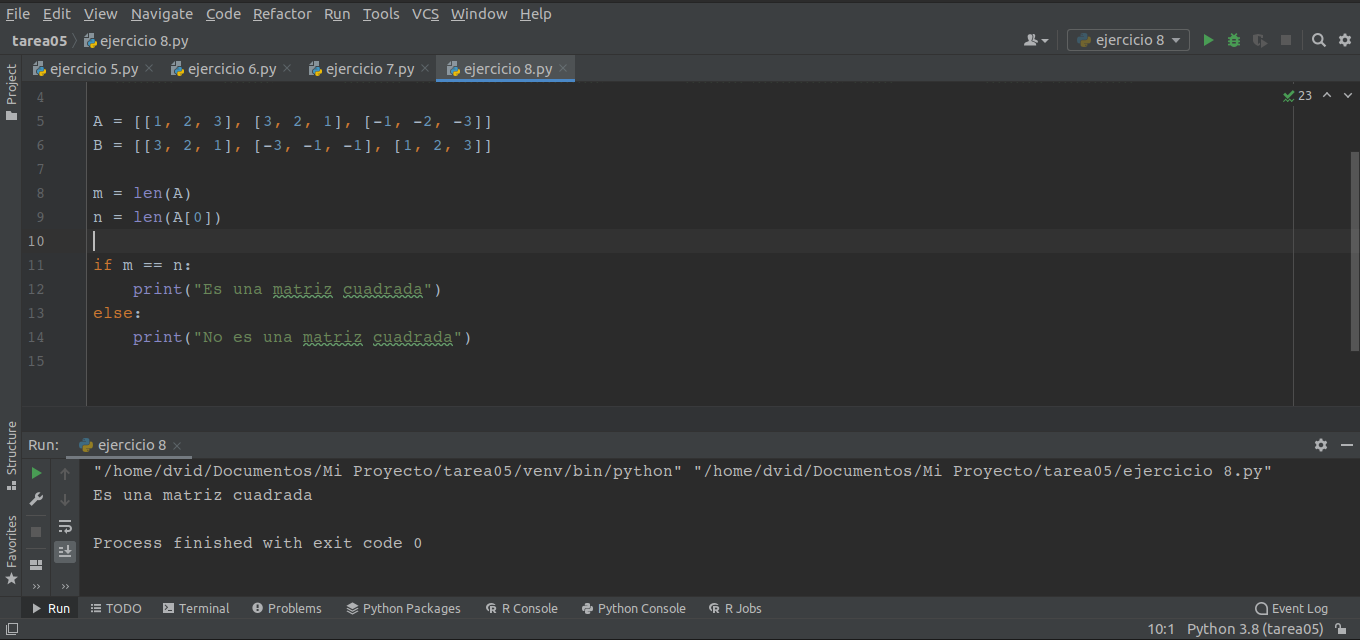 File Edit View Navigate Code Refactor Run Tools VCS Window Help
tarea05 ejercicio 8.py
ejercicio 8
Project
ejercicio 5.py ejercicio 6.py ejercicio 7.py ejercicio 8.py
23
4
5 A = [[1, 2, 3], [3, 2, 1], [-1, -2, -3]]
6 B = [[3, 2, 1], [-3, -1, -1], [1, 2, 3]]
7
8 m = len(A)
9 n = len(A[0])
10
11 if m == n:
12 print("Es una matriz cuadrada")
13 else:
14 print("No es una matriz cuadrada")
15
Structure
Favorites
Run: ejercicio 8
"/home/dvid/Documentos/Mi Proyecto/tarea05/venv/bin/python" "/home/dvid/Documentos/Mi Proyecto/tarea05/ejercicio 8.py"
Es una matriz cuadrada
Process finished with exit code 0
Run TODO Terminal Problems Python Packages R Console Python Console R Jobs Event Log
10:1 Python 3.8 (tarea05)